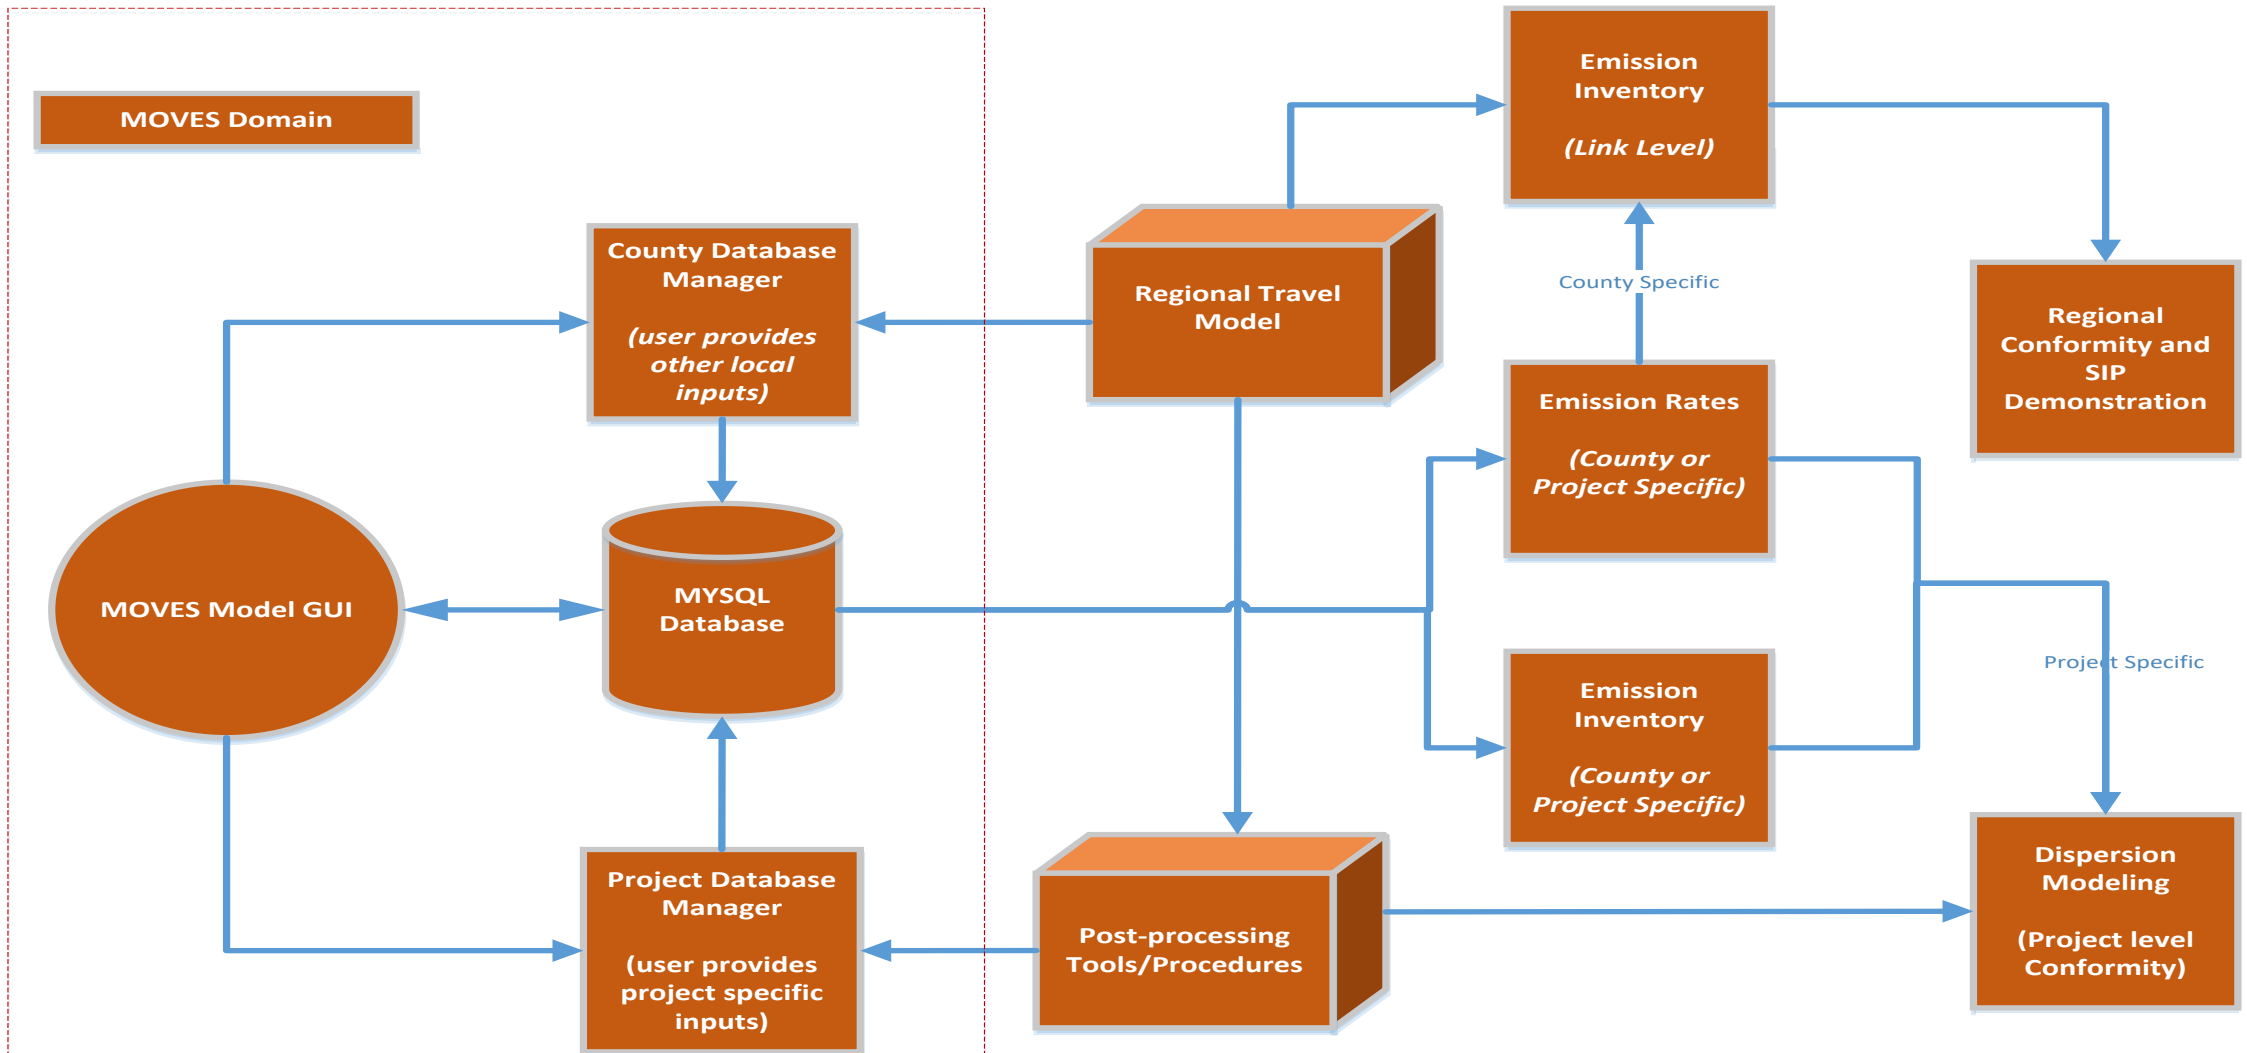 MOVES Domain
County Database
Manager
(user provides
other local
inputs)
MOVES Model GUI
MYSQL
Database
Project Database
Manager
(user provides
project specific
inputs)
Regional Travel
Model
Post-processing
Tools/Procedures
Emission
Inventory
(Link Level)
County Specific
Emission Rates
(County or
Project Specific)
Emission
Inventory
(County or
Project Specific)
Regional
Conformity and
SIP
Demonstration
Project Specific
Dispersion
Modeling
(Project level
Conformity)